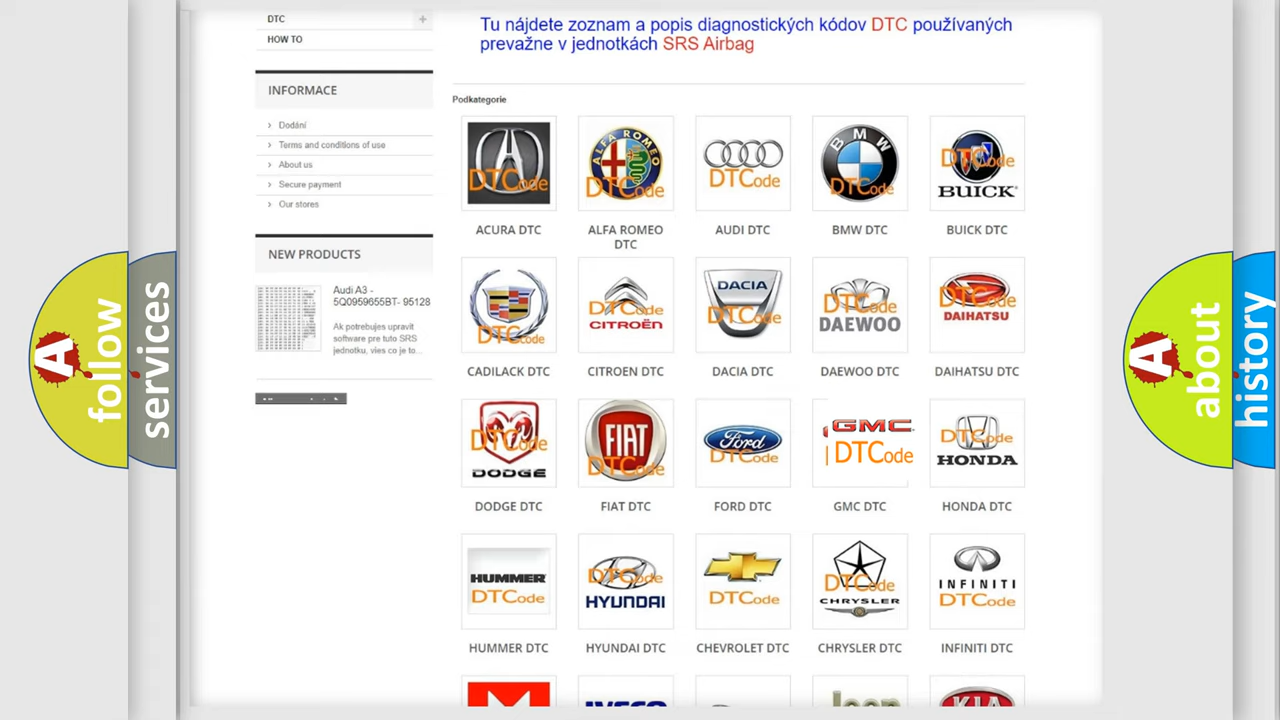 DTC
HOW TO
INFORMACE
Dodání
Terms and conditions of use
About us
Secure payment
Our stores
NEW PRODUCTS
Audi A3 -
5Q0959655BT- 95128
Ak potrebujes upravit
software pre tuto SRS
jednotku, vies co je to...
Tu nájdete zoznam a popis diagnostických kódov DTC používaných
prevažne v jednotkách SRS Airbag
Podkategorie
DTCode
ALFA ROMEO
DTCode
DTCode
BMW
DTCode
DTCode
BUICK
ACURA DTC
ALFA ROMEO
DTC
AUDI DTC
BMW DTC
BUICK DTC
DTCode
DTCode
CITROËN
DACIA
DTCode
DTCode
DAEWOO
DTCode
DAIHATSU
CADILACK DTC
CITROEN DTC
DACIA DTC
DAEWOO DTC
DAIHATSU DTC
DTCode
DODGE
FIAT
DTCode
Ford
DTCode
GMC
DTCode
DTCode
HONDA
DODGE DTC
FIAT DTC
FORD DTC
GMC DTC
HONDA DTC
HUMMER
DTCode
DTCode
HYUNDAI
DTCode
DTCode
CHRYSLER
INFINITI
DTCode
HUMMER DTC
HYUNDAI DTC
CHEVROLET DTC
CHRYSLER DTC
INFINITI DTC
IVECO
Jeep
KIA
A
follow
services
A
about
history